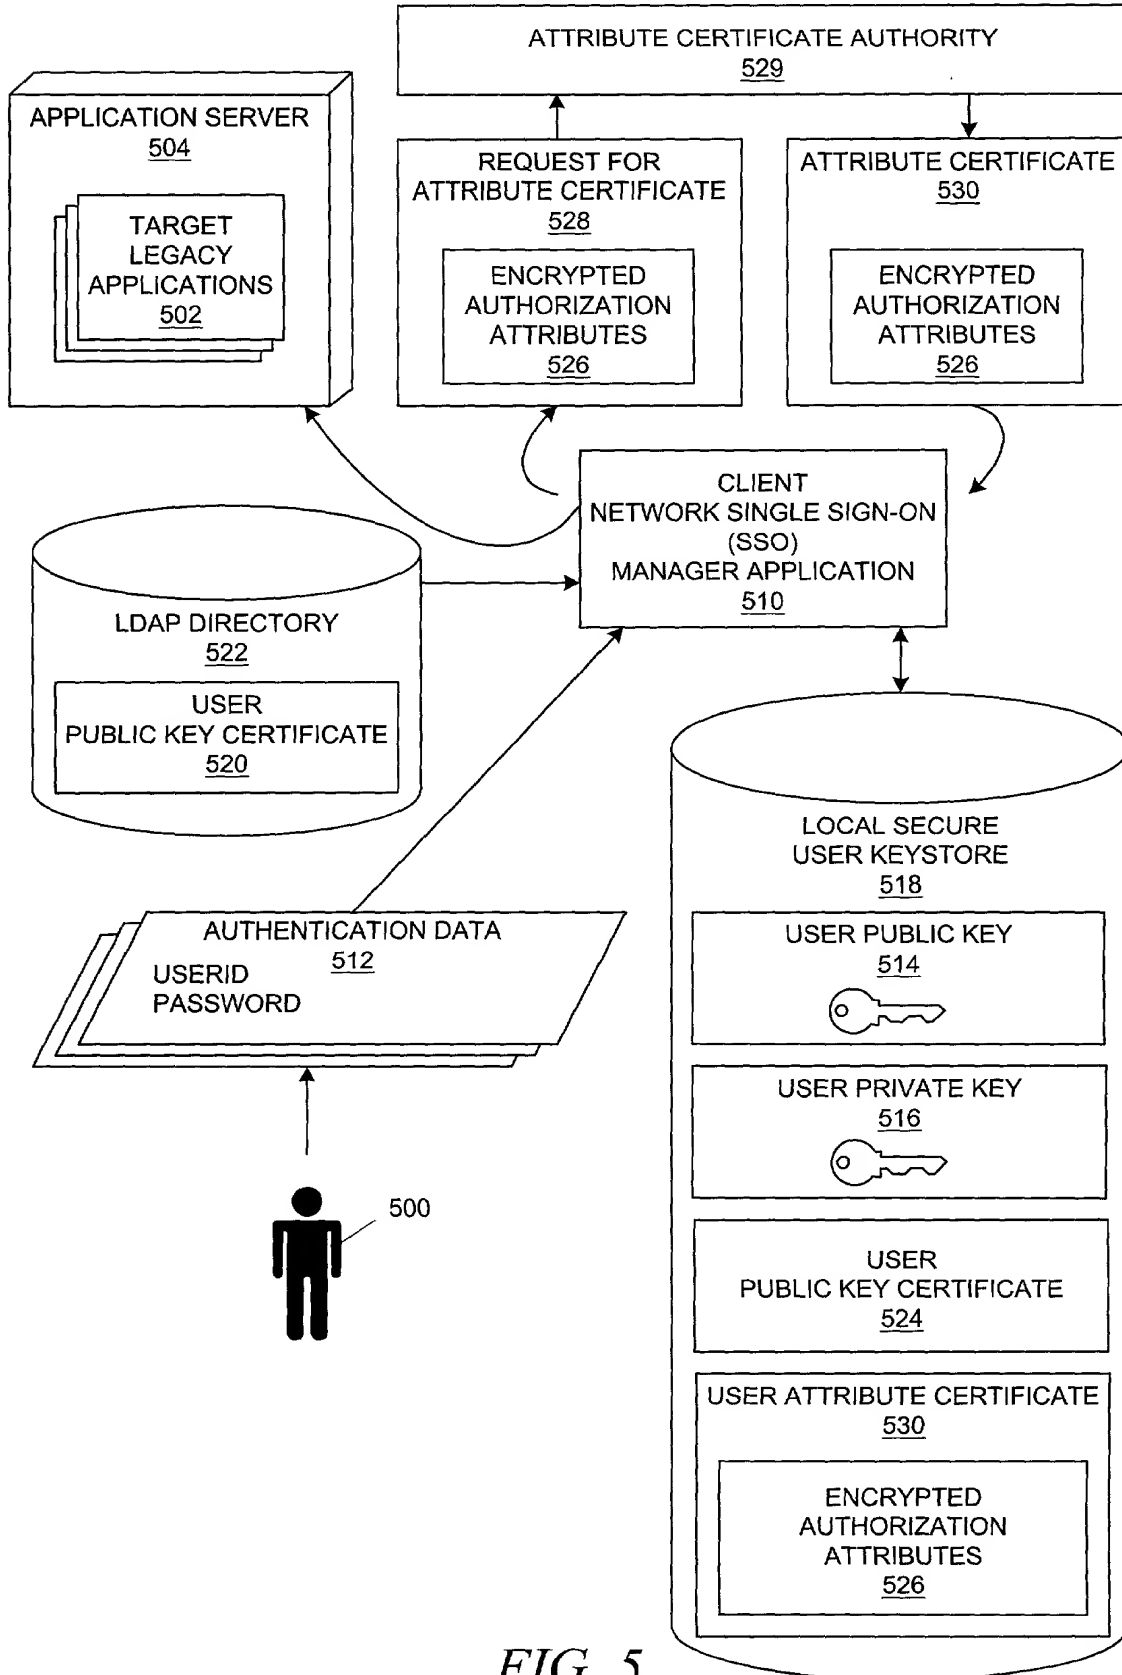 ATTRIBUTE CERTIFICATE AUTHORITY
529
APPLICATION SERVER
504
TARGET
LEGACY
APPLICATIONS
502
REQUEST FOR
ATTRIBUTE CERTIFICATE
528
ENCRYPTED
AUTHORIZATION
ATTRIBUTES
526
ATTRIBUTE CERTIFICATE
530
ENCRYPTED
AUTHORIZATION
ATTRIBUTES
526
CLIENT
NETWORK SINGLE SIGN-ON
(SSO)
MANAGER APPLICATION
510
LDAP DIRECTORY
522
USER
PUBLIC KEY CERTIFICATE
520
AUTHENTICATION DATA
512
USERID
PASSWORD
500
LOCAL SECURE
USER KEYSTORE
518
USER PUBLIC KEY
514
USER PRIVATE KEY
516
USER
PUBLIC KEY CERTIFICATE
524
USER ATTRIBUTE CERTIFICATE
530
ENCRYPTED
AUTHORIZATION
ATTRIBUTES
526
FIG. 5